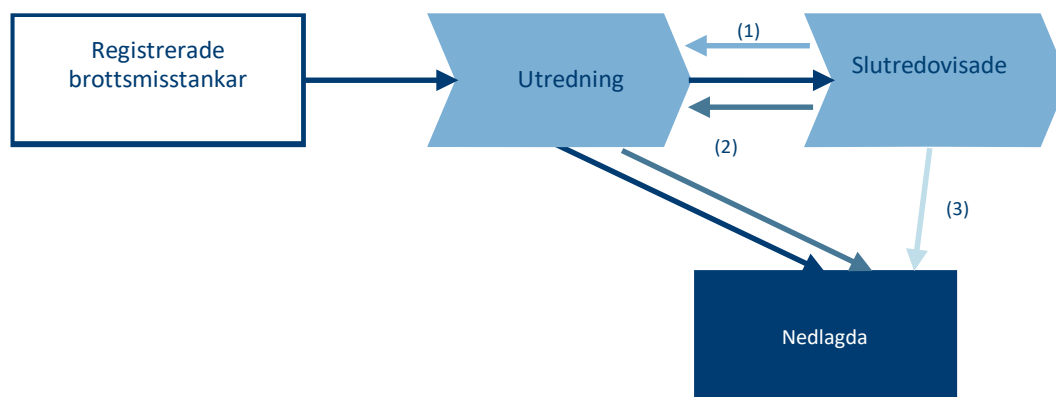 Registrerade
brottsmisstankar
Utredning
(1)
Slutredovisade
(2)
(3)
Nedlagda